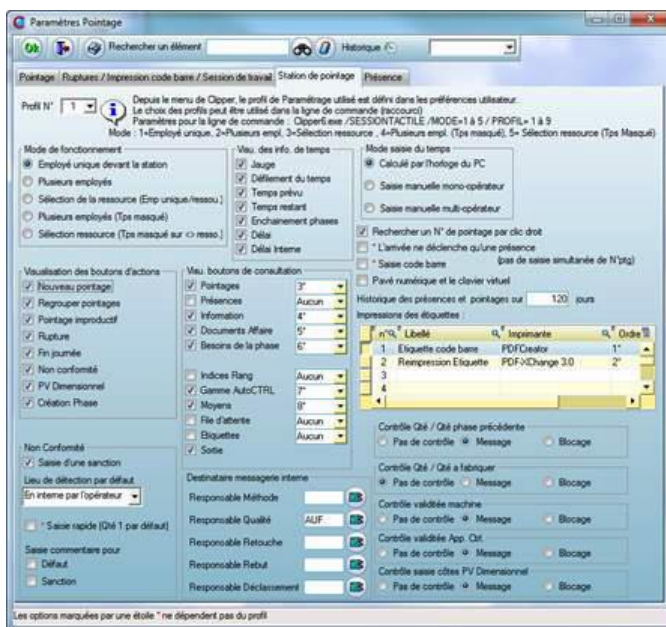 Paramètres Pointage
Ok Rechercher un élément Historique
Pointage Ruptures / Impression code barre / Session de travail Station de pointage Présence
Profil N° 1
Depuis le menu de Clipper, le profil de Paramétrage utilisé est défini dans les préférences utilisateur.
Le choix des profils peut être utilisé dans la ligne de commande (raccourci)
Paramètres pour la ligne de commande : Clipper6.exe /SESSIONTACTILE /MODE=1 à 5 / PROFIL= 1 à 9
Mode : 1=Employé unique, 2=Plusieurs empl, 3=Sélection ressource , 4=Plusieurs empl. (Tps masqué), 5= Sélection ressource (Tps Masqué)
Mode de fonctionnement
Employé unique devant la station
Plusieurs employés
Sélection de la ressource (Emp unique/ressou.)
Plusieurs employés (Tps masqué)
Sélection ressource (Tps masqué sur <> resso.)
Visu. des info. de temps
Jauge
Défilement du temps
Temps prévu
Temps restant
Enchainement phases
Délai
Délai Interne
Mode saisie du temps
Calculé par l'horloge du PC
Saisie manuelle mono-opérateur
Saisie manuelle multi-opérateur
Rechercher un N° de pointage par clic droit
* L'arrivée ne déclenche qu'une présence
* Saisie code barre (pas de saisie simultanée de N°ptg)
Pavé numérique et le clavier virtuel
Historique des présences et pointages sur 120 jours
Visualisation des boutons d'actions
Nouveau pointage
Regrouper pointages
Pointage improductif
Rupture
Fin journée
Non conformité
PV Dimensionnel
Création Phase
Visu. boutons de consultation
Pointages 3°
Présences Aucun
Information 4°
Documents Affaire 5°
Besoins de la phase 6°
Indices Rang Aucun
Gamme AutoCTRL 7°
Moyens 8°
File d'attente Aucun
Etiquettes Aucun
Sortie
Impressions des étiquettes :
n° Libellé Imprimante Ordre
1 Etiquette code barre PDFCreator 1°
2 Reimpression Etiquette PDF-XChange 3.0 2°
3
4
Non Conformité
Saisie d'une sanction
Lieu de détection par défaut
En interne par l'opérateur
* Saisie rapide (Qté 1 par défaut)
Saisie commentaire pour
Défaut
Sanction
Destinataire messagerie interne
Responsable Méthode
Responsable Qualité AUF.
Responsable Retouche
Responsable Rebut
Responsable Déclassement
Contrôle Qté / Qté phase précédente
Pas de contrôle Message Blocage
Contrôle Qté / Qté a fabriquer
Pas de contrôle Message Blocage
Contrôle validitée machine
Pas de contrôle Message Blocage
Contrôle validitée App. Cbt.
Pas de contrôle Message Blocage
Contrôle saisie côtes PV Dimensionnel
Pas de contrôle Message Blocage
Les options marquées par une étoile * ne dépendent pas du profil